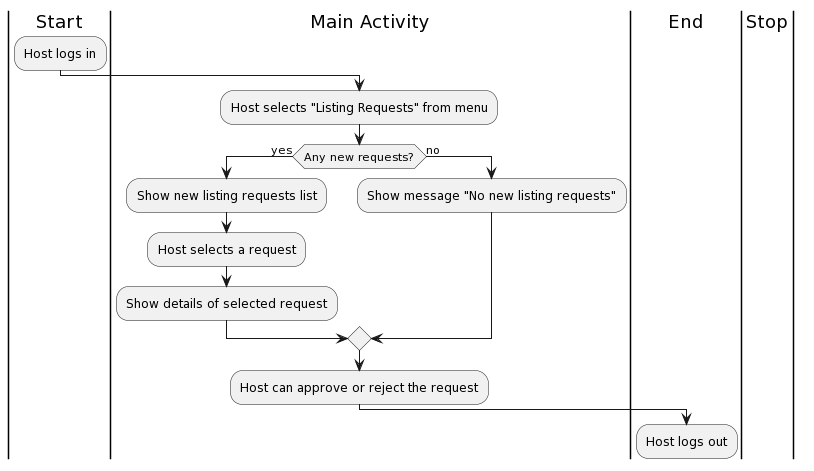 Start
Main Activity
End
Stop
Host logs in
Host selects "Listing Requests" from menu
yes
Any new requests?
no
Show new listing requests list
Show message "No new listing requests"
Host selects a request
Show details of selected request
Host can approve or reject the request
Host logs out